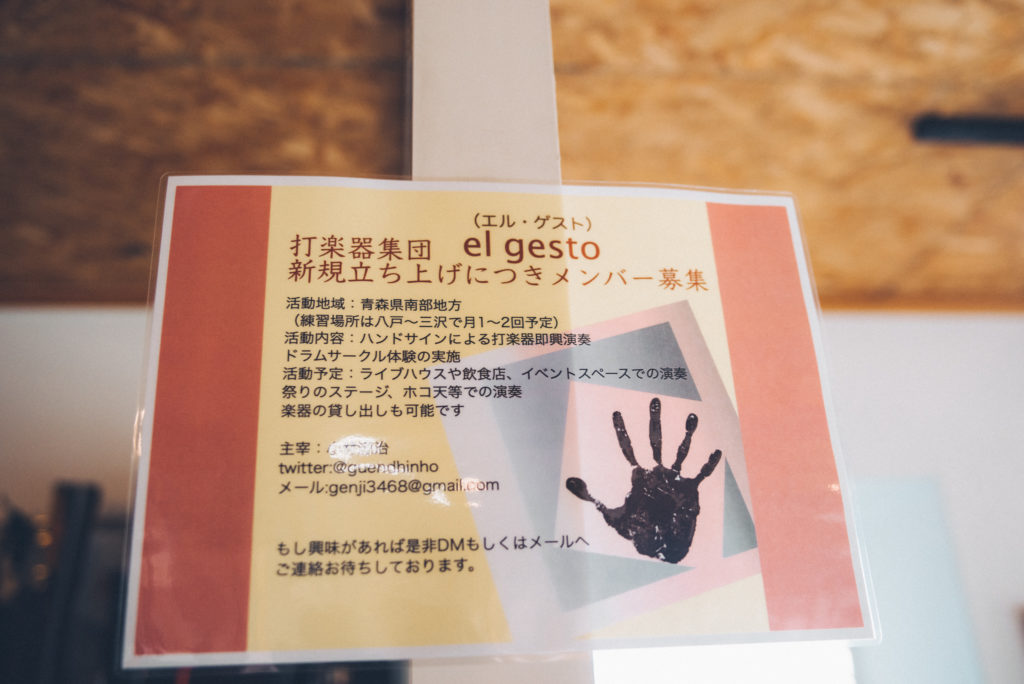 (エル・ゲスト)
打楽器集団 el gesto
新規立ち上げにつきメンバー募集
活動地域：青森県南部地方
（練習場所は八戸〜三沢で月1〜2回予定）
活動内容：ハンドサインによる打楽器即興演奏
ドラムサークル体験の実施
活動予定：ライブハウスや飲食店、イベントスペースでの演奏
祭りのステージ、ホコ天等での演奏
楽器の貸し出しも可能です
主宰：
twitter:@guendhinho
メール:genji3468@gmail.com
もし興味があれば是非DMもしくはメールへ
ご連絡お待ちしております。